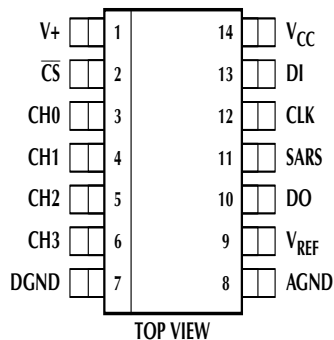 V+ 1 14 VCC
CS 2 13 DI
CH0 3 12 CLK
CH1 4 11 SARS
CH2 5 10 DO
CH3 6 9 VREF
DGND 7 8 AGND
TOP VIEW